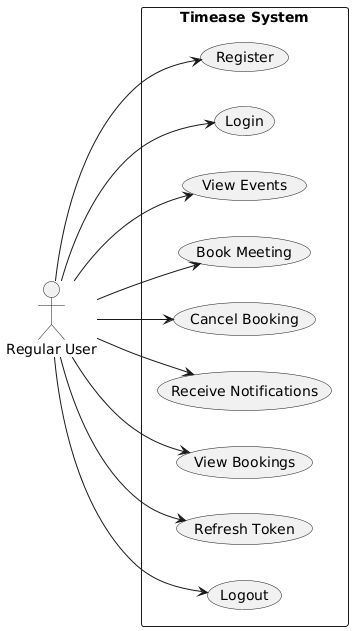 Timease System
Register
Login
View Events
Book Meeting
Cancel Booking
Regular User
Receive Notifications
View Bookings
Refresh Token
Logout